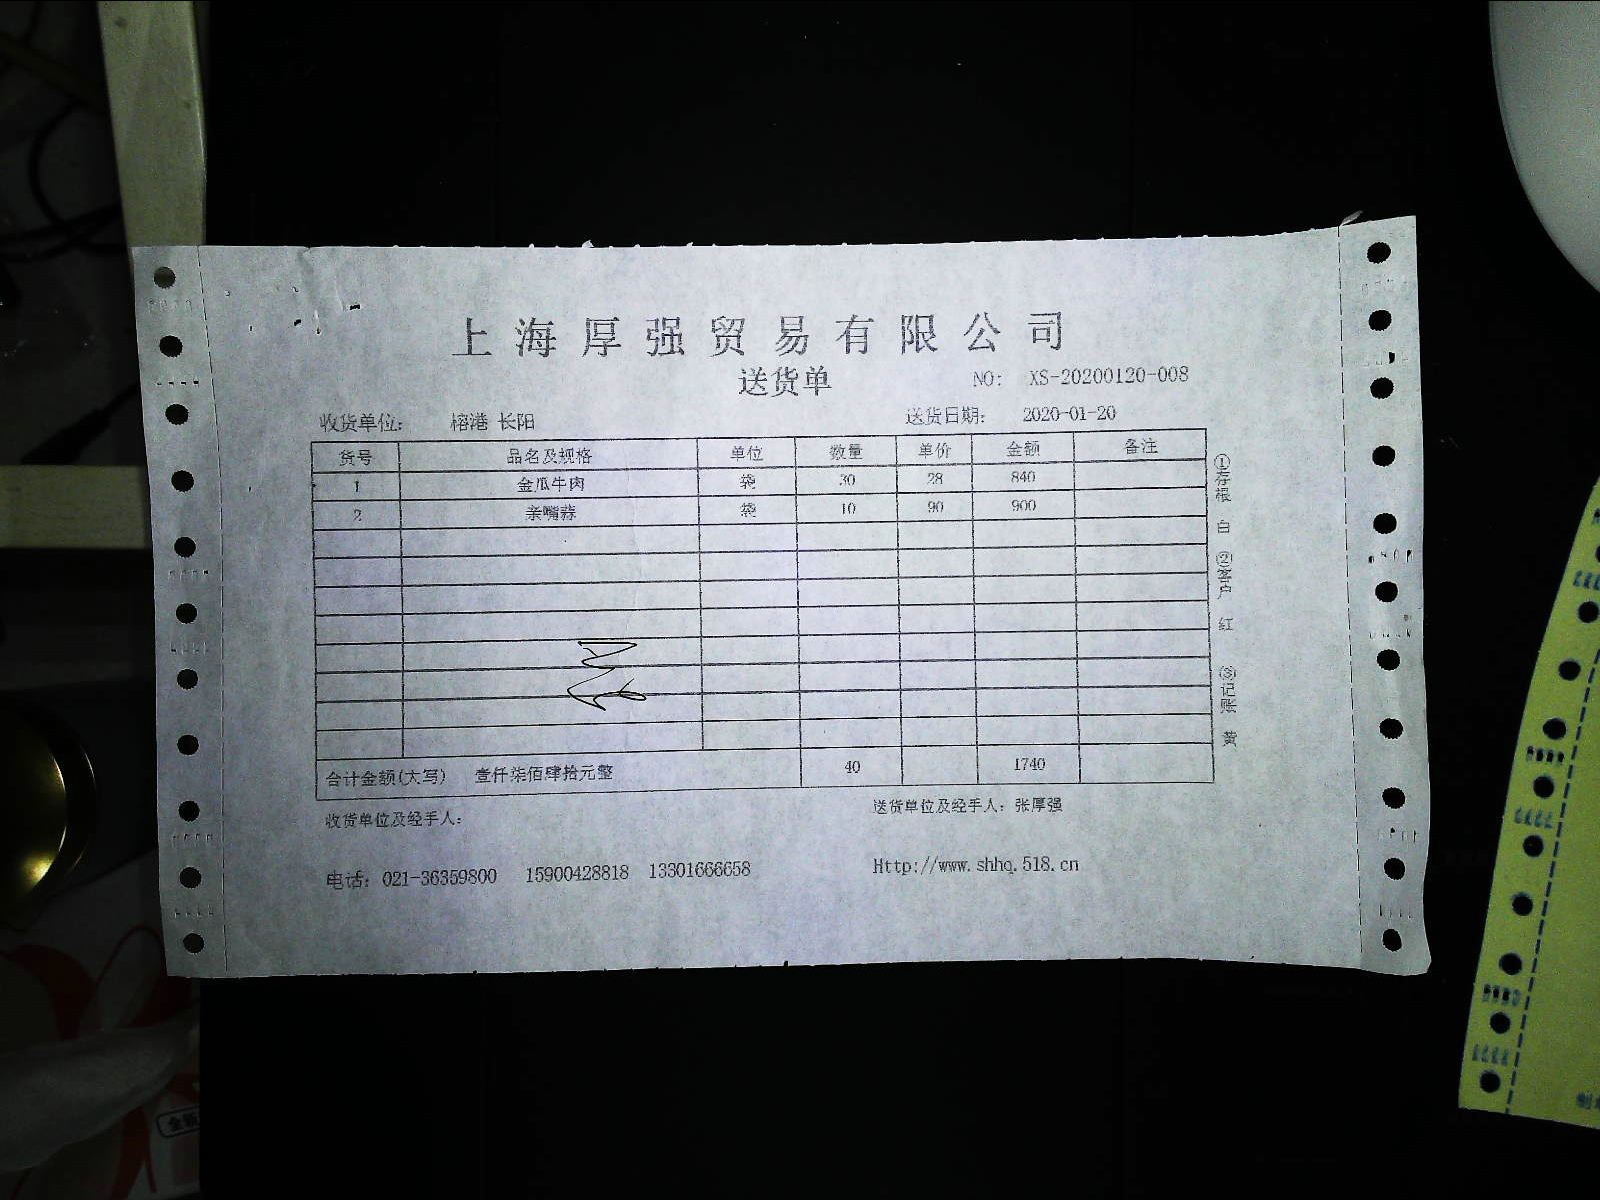 上海厚强贸易有限公司
送货单 NO: XS-20200120-008
收货单位: 榕港 长阳 送货日期: 2020-01-20
货号 品名及规格 单位 数量 单价 金额 备注
1 金瓜牛肉 袋 30 28 840
2 亲嘴蒜 袋 10 90 900
合计金额(大写) 壹仟柒佰肆拾元整 40 1740
收货单位及经手人: 送货单位及经手人: 张厚强
电话: 021-36359800 15900428818 13301666658 Http://www.shhq.518.cn
①存根 白 ②客户 红 ③记账 黄